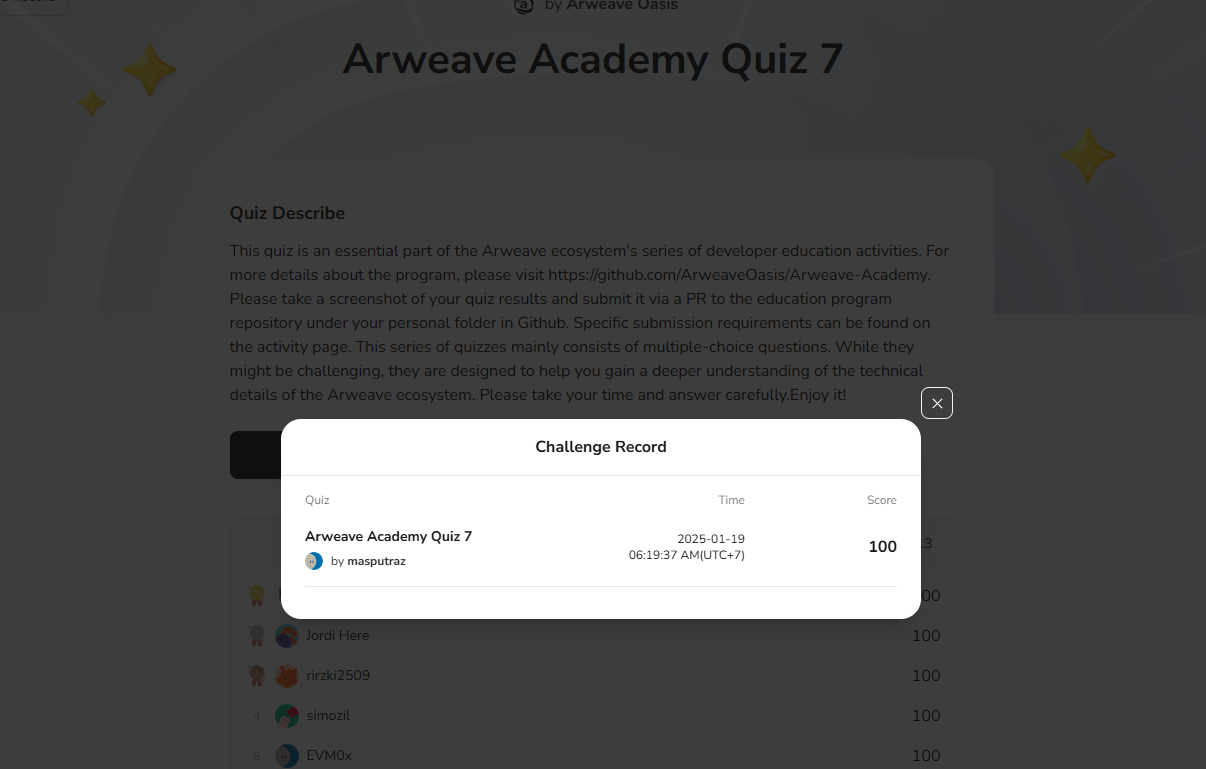 by Arweave Oasis
Arweave Academy Quiz 7
Quiz Describe
This quiz is an essential part of the Arweave ecosystem's series of developer education activities. For
more details about the program, please visit https://github.com/ArweaveOasis/Arweave-Academy.
Please take a screenshot of your quiz results and submit it via a PR to the education program
repository under your personal folder in Github. Specific submission requirements can be found on
the activity page. This series of quizzes mainly consists of multiple-choice questions. While they
might be challenging, they are designed to help you gain a deeper understanding of the technical
details of the Arweave ecosystem. Please take your time and answer carefully.Enjoy it!
Challenge Record
Quiz Time Score
Arweave Academy Quiz 7
by masputraz
2025-01-19
06:19:37 AM(UTC+7)
100
Jordi Here 100
rirzki2509 100
4 simozil 100
5 EVM0x 100